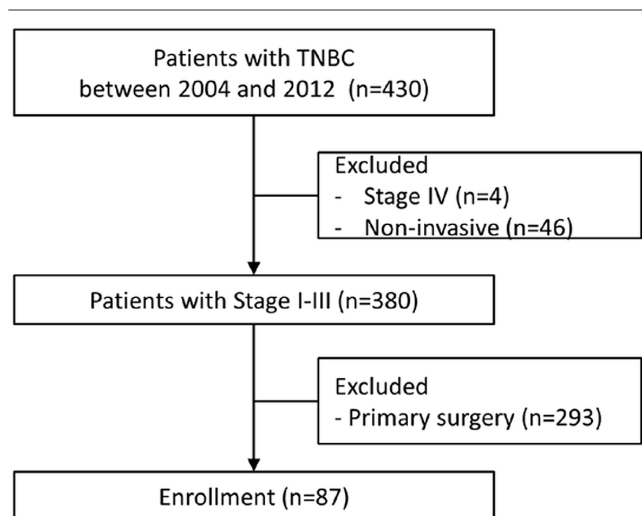 Patients with TNBC
between 2004 and 2012 (n=430)
Excluded
- Stage IV (n=4)
- Non-invasive (n=46)
Patients with Stage I-III (n=380)
Excluded
- Primary surgery (n=293)
Enrollment (n=87)